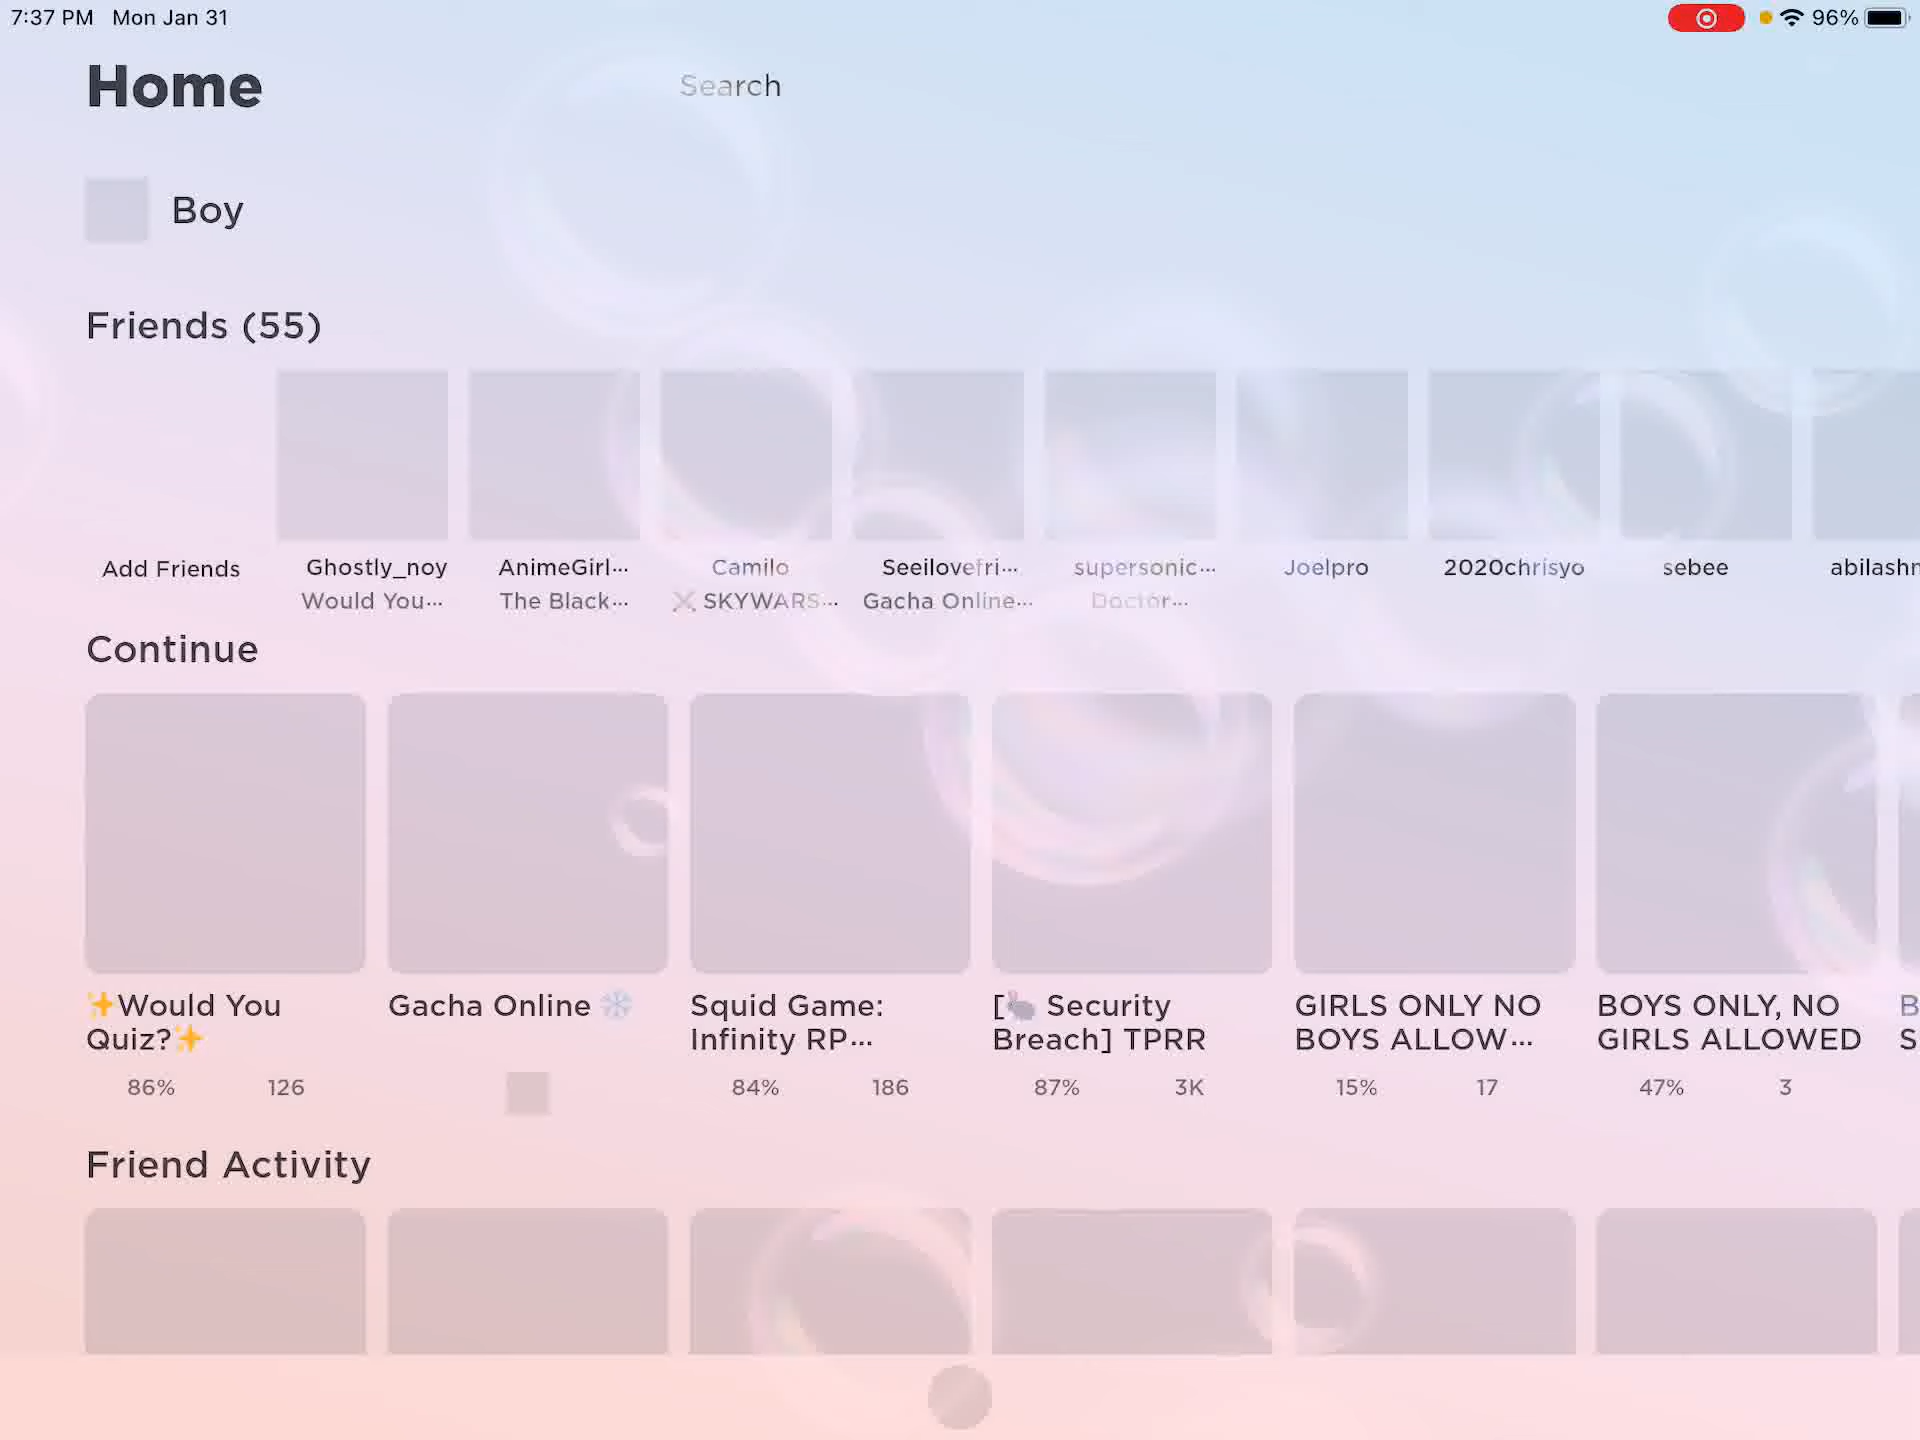 7:37 PM Mon Jan 31 96%
Home
Search
Boy
Friends (55)
Add Friends
Ghostly_noy
Would You...
AnimeGirl...
The Black...
Camilo
⚔ SKYWARS...
Seeilovefri...
Gacha Online...
supersonic...
Doctor...
Joelpro
2020chrisyo
sebee
abilashn
Continue
✨Would You
Quiz?✨
86% 126
Gacha Online ❄️
Squid Game:
Infinity RP...
84% 186
[🐇 Security
Breach] TPRR
87% 3K
GIRLS ONLY NO
BOYS ALLOW...
15% 17
BOYS ONLY, NO
GIRLS ALLOWED
47% 3
B
S
Friend Activity